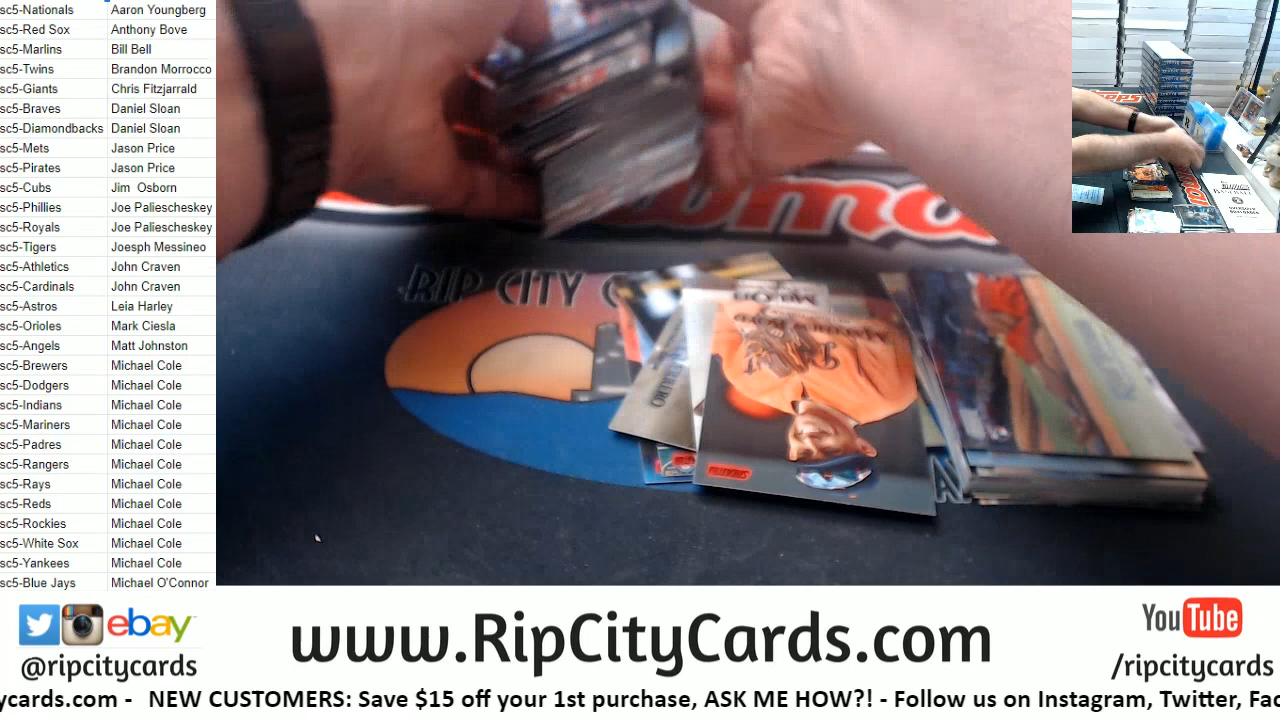 sc5-Nationals Aaron Youngberg
sc5-Red Sox Anthony Bove
sc5-Marlins Bill Bell
sc5-Twins Brandon Morrocco
sc5-Giants Chris Fitzjarrald
sc5-Braves Daniel Sloan
sc5-Diamondbacks Daniel Sloan
sc5-Mets Jason Price
sc5-Pirates Jason Price
sc5-Cubs Jim Osborn
sc5-Phillies Joe Paliescheskey
sc5-Royals Joe Paliescheskey
sc5-Tigers Joesph Messineo
sc5-Athletics John Craven
sc5-Cardinals John Craven
sc5-Astros Leia Harley
sc5-Orioles Mark Ciesla
sc5-Angels Matt Johnston
sc5-Brewers Michael Cole
sc5-Dodgers Michael Cole
sc5-Indians Michael Cole
sc5-Mariners Michael Cole
sc5-Padres Michael Cole
sc5-Rangers Michael Cole
sc5-Rays Michael Cole
sc5-Reds Michael Cole
sc5-Rockies Michael Cole
sc5-White Sox Michael Cole
sc5-Yankees Michael Cole
sc5-Blue Jays Michael O'Connor
RIP CITY
ebay
@ripcitycards
www.RipCityCards.com
YouTube
/ripcitycards
ycards.com - NEW CUSTOMERS: Save $15 off your 1st purchase, ASK ME HOW?! - Follow us on Instagram, Twitter, Fac